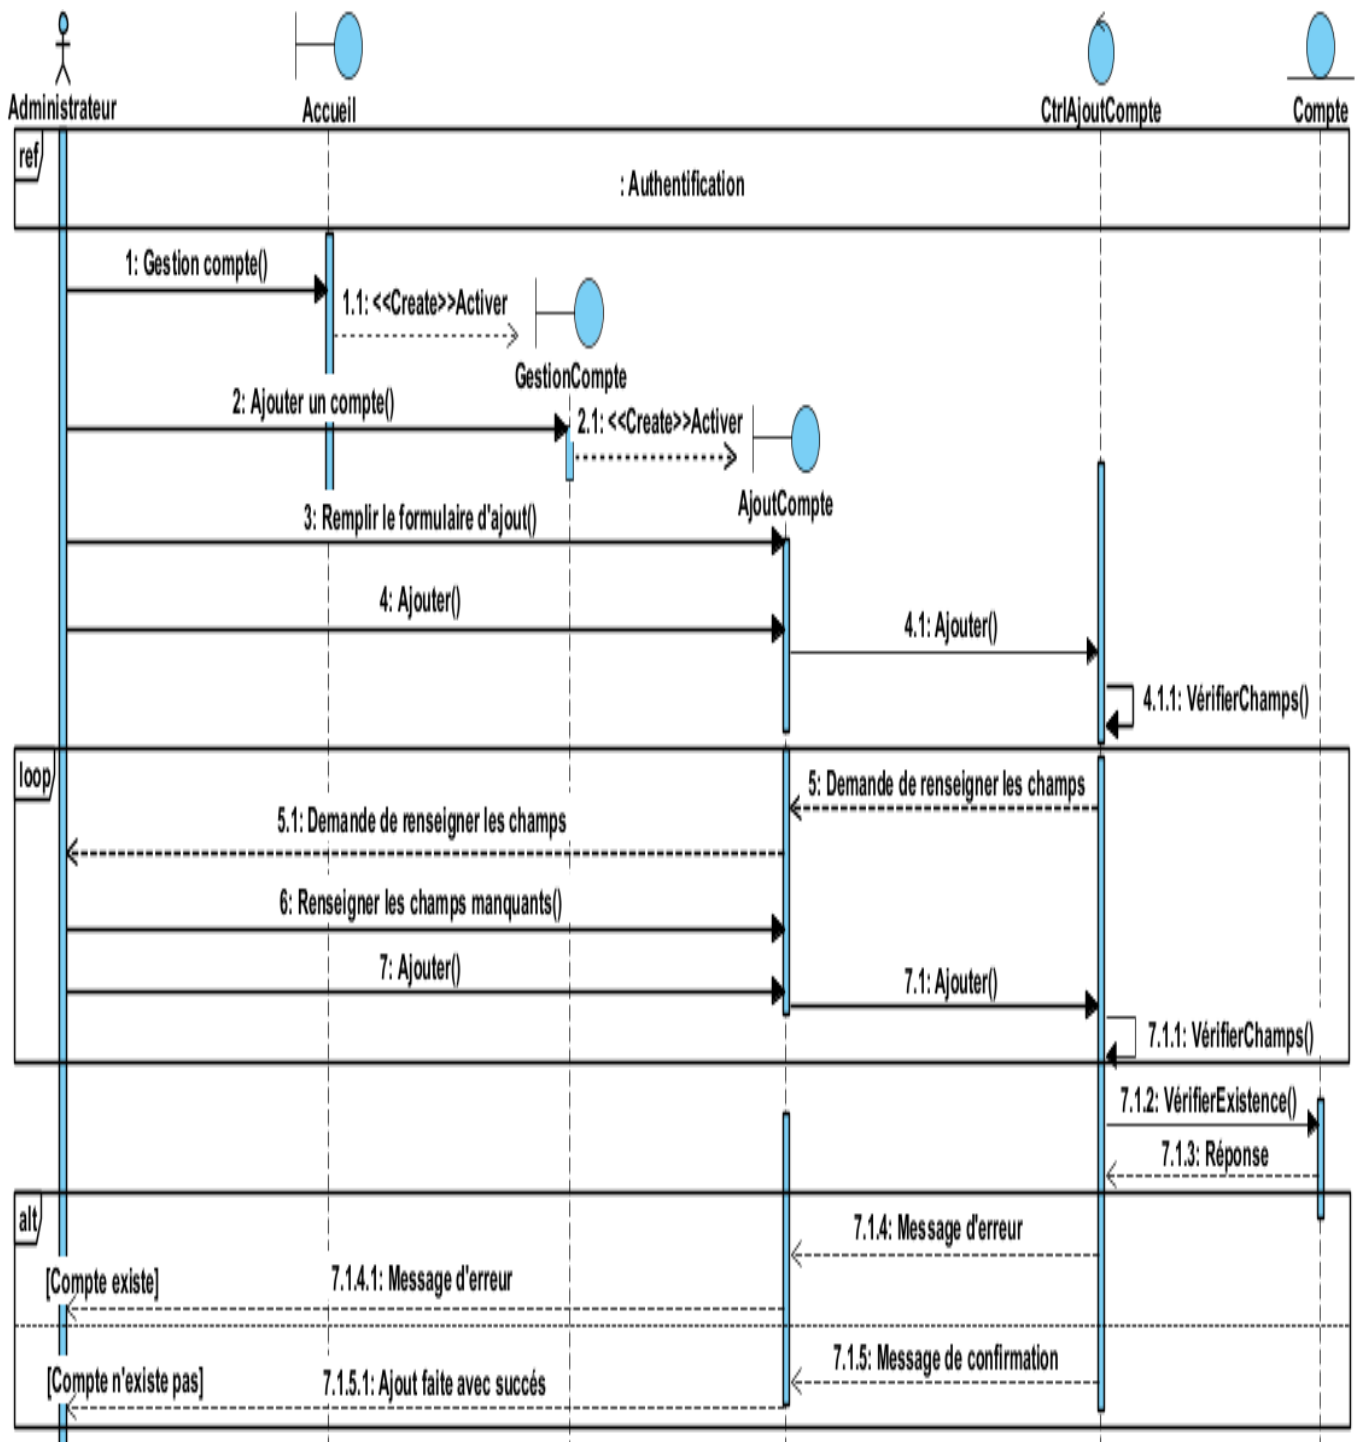 Administrateur
Accueil
CtrlAjoutCompte
Compte
ref
: Authentification
1: Gestion compte()
1.1: <<Create>>Activer
GestionCompte
2: Ajouter un compte()
2.1: <<Create>>Activer
AjoutCompte
3: Remplir le formulaire d'ajout()
4: Ajouter()
4.1: Ajouter()
4.1.1: VérifierChamps()
loop
5: Demande de renseigner les champs
5.1: Demande de renseigner les champs
6: Renseigner les champs manquants()
7: Ajouter()
7.1: Ajouter()
7.1.1: VérifierChamps()
7.1.2: VérifierExistence()
7.1.3: Réponse
alt
7.1.4: Message d'erreur
[Compte existe]
7.1.4.1: Message d'erreur
7.1.5: Message de confirmation
[Compte n'existe pas]
7.1.5.1: Ajout faite avec succés